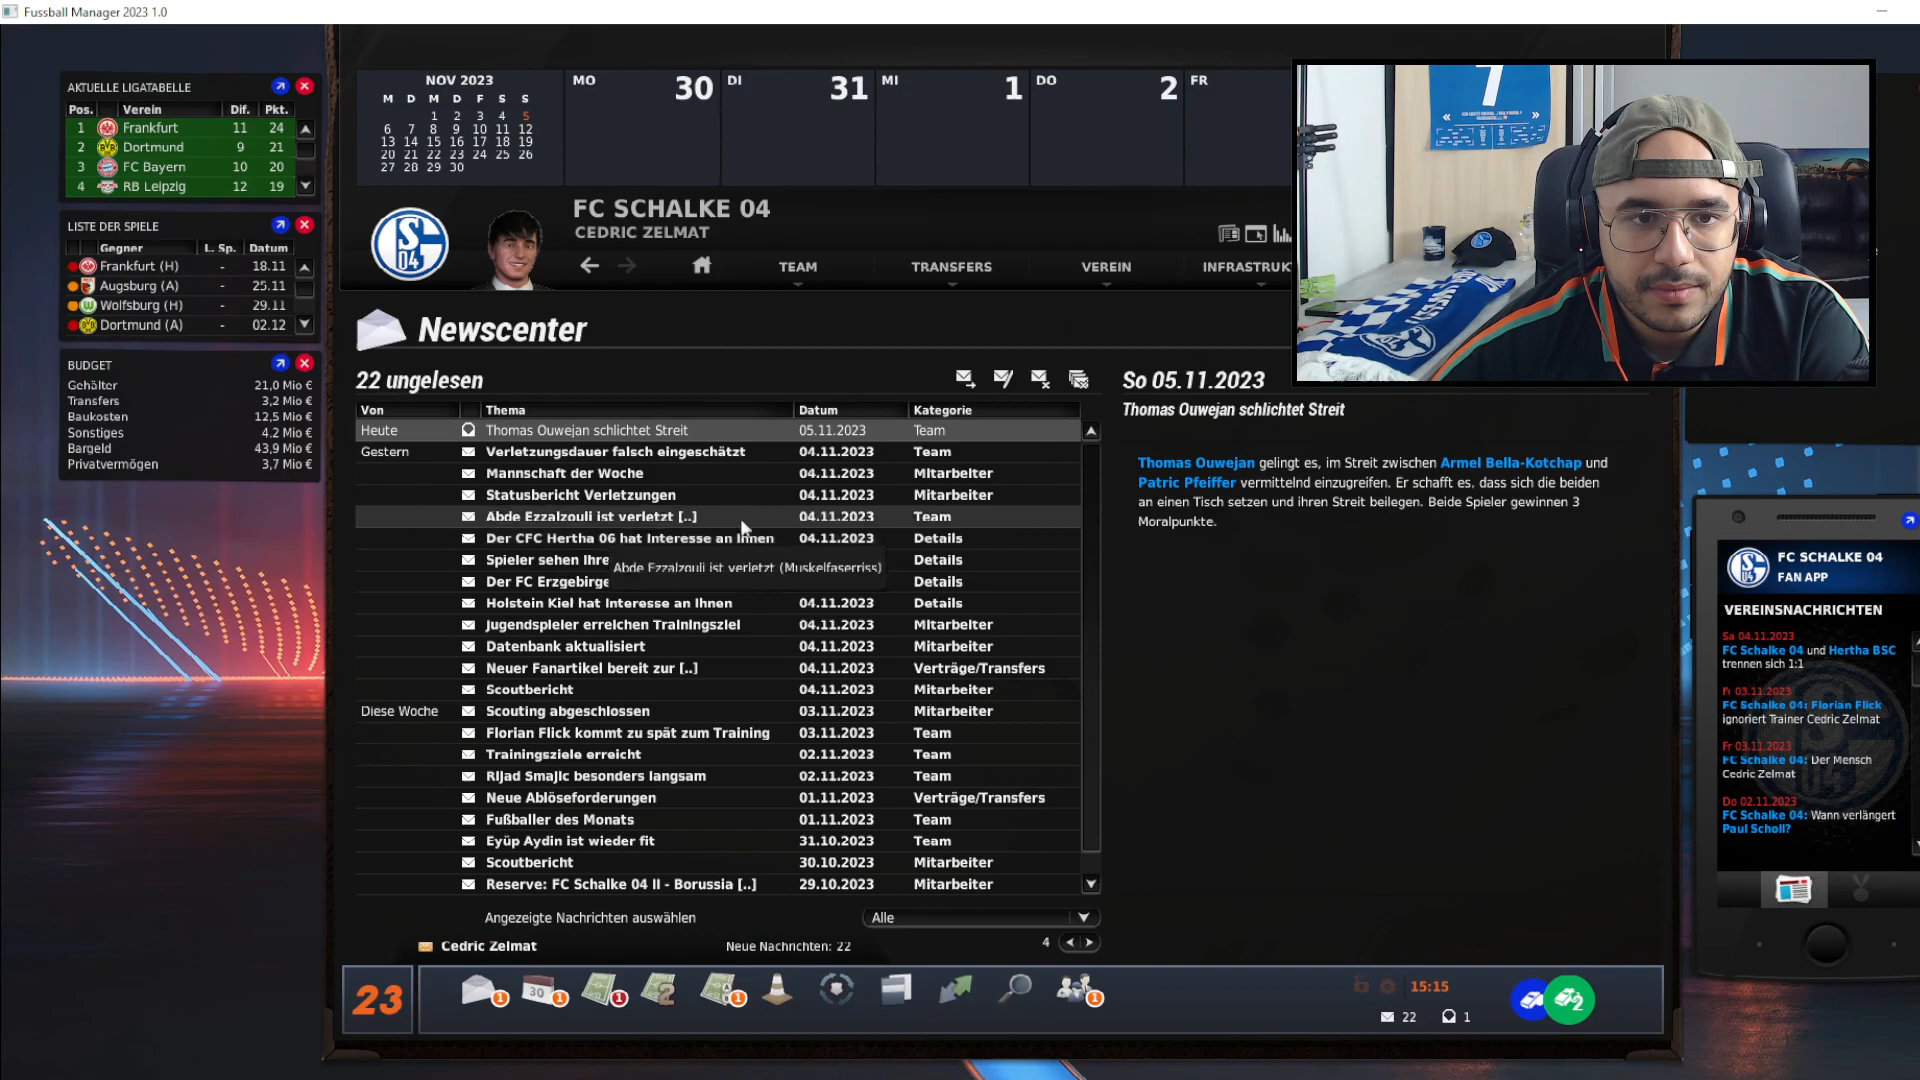 Fussball Manager 2023 1.0
AKTUELLE LIGATABELLE
Pos. Verein Dif. Pkt.
1 Frankfurt 11 24
2 Dortmund 9 21
3 FC Bayern 10 20
4 RB Leipzig 12 19
LISTE DER SPIELE
Gegner L. Sp. Datum
Frankfurt (H) - 18.11
Augsburg (A) - 25.11
Wolfsburg (H) - 29.11
Dortmund (A) - 02.12
BUDGET
Gehälter 21,0 Mio €
Transfers 3,2 Mio €
Baukosten 12,5 Mio €
Sonstiges 4.2 Mio €
Bargeld 43,9 Mio €
Privatvermögen 3,7 Mio €
NOV 2023
M D M D F S S
1 2 3 4 5
6 7 8 9 10 11 12
13 14 15 16 17 18 19
20 21 22 23 24 25 26
27 28 29 30
MO 30 DI 31 MI 1 DO 2 FR
7
FC SCHALKE 04
CEDRIC ZELMAT
TEAM TRANSFERS VEREIN INFRASTRUK
Newscenter
22 ungelesen
Von Thema Datum Kategorie
Heute Thomas Ouwejan schlichtet Streit 05.11.2023 Team
Gestern Verletzungsdauer falsch eingeschätzt 04.11.2023 Team
Mannschaft der Woche 04.11.2023 Mitarbeiter
Statusbericht Verletzungen 04.11.2023 Mitarbeiter
Abde Ezzalzouli ist verletzt [..] 04.11.2023 Team
Der CFC Hertha 06 hat Interesse an Ihnen 04.11.2023 Details
Spieler sehen Ihre Details
Abde Ezzalzouli ist verletzt (Muskelfaserriss)
Der FC Erzgebirge Details
Holstein Kiel hat Interesse an Ihnen 04.11.2023 Details
Jugendspieler erreichen Trainingsziel 04.11.2023 Mitarbeiter
Datenbank aktualisiert 04.11.2023 Mitarbeiter
Neuer Fanartikel bereit zur [..] 04.11.2023 Verträge/Transfers
Scoutbericht 04.11.2023 Mitarbeiter
Diese Woche Scouting abgeschlossen 03.11.2023 Mitarbeiter
Florian Flick kommt zu spät zum Training 03.11.2023 Team
Trainingsziele erreicht 02.11.2023 Team
Rijad Smajic besonders langsam 02.11.2023 Team
Neue Ablöseforderungen 01.11.2023 Verträge/Transfers
Fußballer des Monats 01.11.2023 Team
Eyüp Aydin ist wieder fit 31.10.2023 Team
Scoutbericht 30.10.2023 Mitarbeiter
Reserve: FC Schalke 04 II - Borussia [..] 29.10.2023 Mitarbeiter
Angezeigte Nachrichten auswählen Alle
Cedric Zelmat Neue Nachrichten: 22 4
So 05.11.2023
Thomas Ouwejan schlichtet Streit
Thomas Ouwejan gelingt es, im Streit zwischen Armel Bella-Kotchap und
Patric Pfeiffer vermittelnd einzugreifen. Er schafft es, dass sich die beiden
an einen Tisch setzen und ihren Streit beilegen. Beide Spieler gewinnen 3
Moralpunkte.
FC SCHALKE 04
FAN APP
VEREINSNACHRICHTEN
Sa 04.11.2023
FC Schalke 04 und Hertha BSC
trennen sich 1:1
Fr 03.11.2023
FC Schalke 04: Florian Flick
ignoriert Trainer Cedric Zelmat
Fr 03.11.2023
FC Schalke 04: Der Mensch
Cedric Zelmat
Do 02.11.2023
FC Schalke 04: Wann verlängert
Paul Scholl?
23
1 30 1 1 2 1 1
15:15
22 1
2